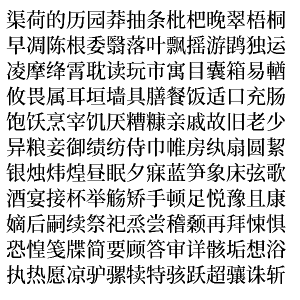 渠荷的历园莽抽条枇杷晚翠梧桐
早凋陈根委翳落叶飘摇游鹍独运
凌摩绛霄耽读玩市寓目囊箱易輶
攸畏属耳垣墙具膳餐饭适口充肠
饱饫烹宰饥厌糟糠亲戚故旧老少
异粮妾御绩纺侍巾帷房纨扇圆絜
银烛炜煌昼眠夕寐蓝笋象床弦歌
酒宴接杯举觞矫手顿足悦豫且康
嫡后嗣续祭祀烝尝稽颡再拜悚惧
恐惶笺牒简要顾答审详骸垢想浴
执热愿凉驴骡犊特骇跃超骧诛斩